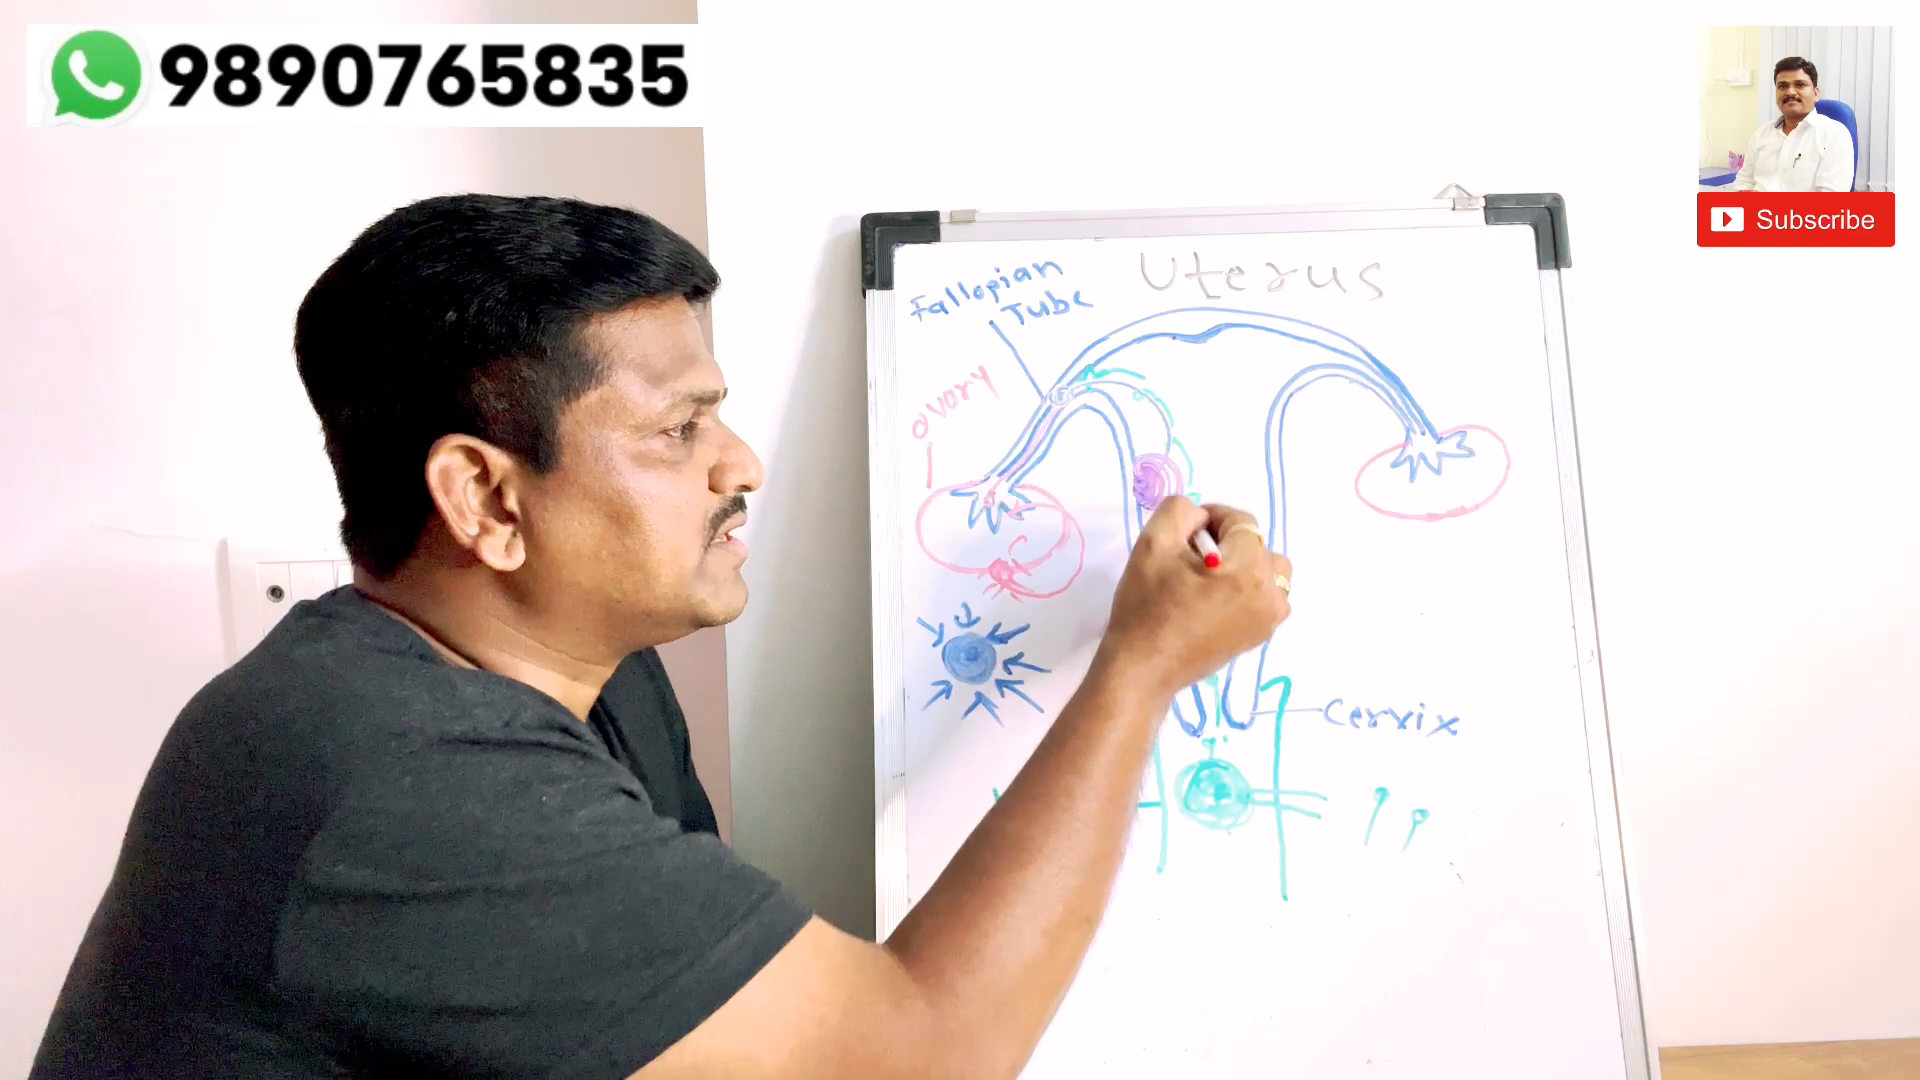 9890765835
Subscribe
Uterus
Fallopian
Tube
ovary
Cervix